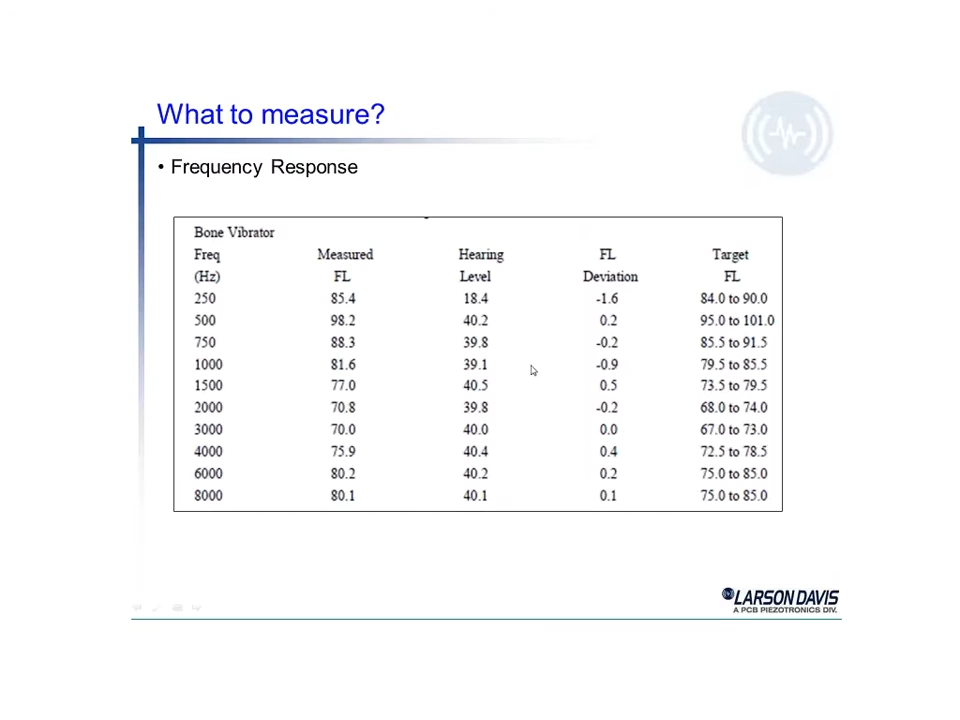 What to measure?
• Frequency Response
Bone Vibrator
Freq Measured Hearing FL Target
(Hz) FL Level Deviation FL
250 85.4 18.4 -1.6 84.0 to 90.0
500 98.2 40.2 0.2 95.0 to 101.0
750 88.3 39.8 -0.2 85.5 to 91.5
1000 81.6 39.1 -0.9 79.5 to 85.5
1500 77.0 40.5 0.5 73.5 to 79.5
2000 70.8 39.8 -0.2 68.0 to 74.0
3000 70.0 40.0 0.0 67.0 to 73.0
4000 75.9 40.4 0.4 72.5 to 78.5
6000 80.2 40.2 0.2 75.0 to 85.0
8000 80.1 40.1 0.1 75.0 to 85.0
LARSON DAVIS
A PCB PIEZOTRONICS DIV.